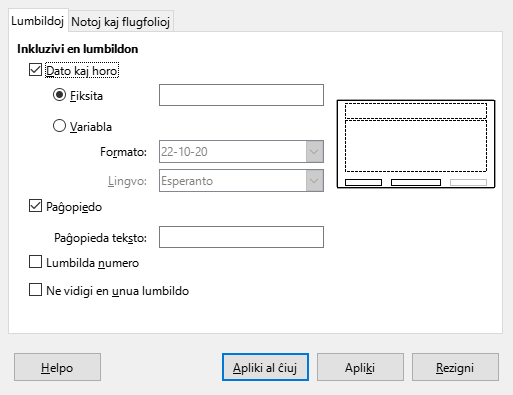 Lumbildoj Notoj kaj flugfolioj
Inkluzivi en lumbildon
Dato kaj horo
Fiksita
Variabla
Formato: 22-10-20
Lingvo: Esperanto
Paĝopiedo
Paĝopieda teksto:
Lumbilda numero
Ne vidigi en unua lumbildo
Helpo Apliki al ĉiuj Apliki Rezigni